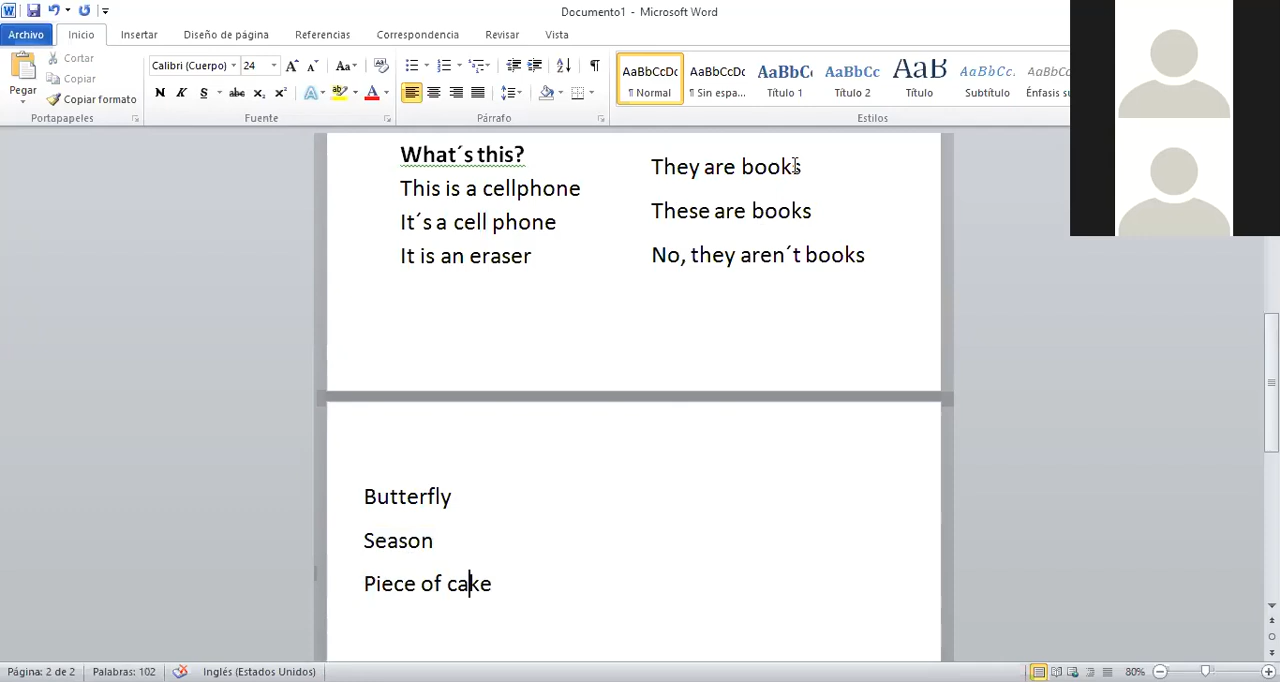 Documento1 - Microsoft Word
Archivo Inicio Insertar Diseño de página Referencias Correspondencia Revisar Vista
Cortar
Copiar
Copiar formato
Pegar
Portapapeles
Calibri (Cuerpo) 24
Fuente
Párrafo
AaBbCcDc AaBbCcDc AaBbC AaBbCc AaB AaBbCc. AaBbCc
¶ Normal ¶ Sin espa... Título 1 Título 2 Título Subtítulo Énfasis su
Estilos
What´s this?
This is a cellphone
It´s a cell phone
It is an eraser
They are books
These are books
No, they aren´t books
Butterfly
Season
Piece of cake
Página: 2 de 2 Palabras: 102 Inglés (Estados Unidos) 80%